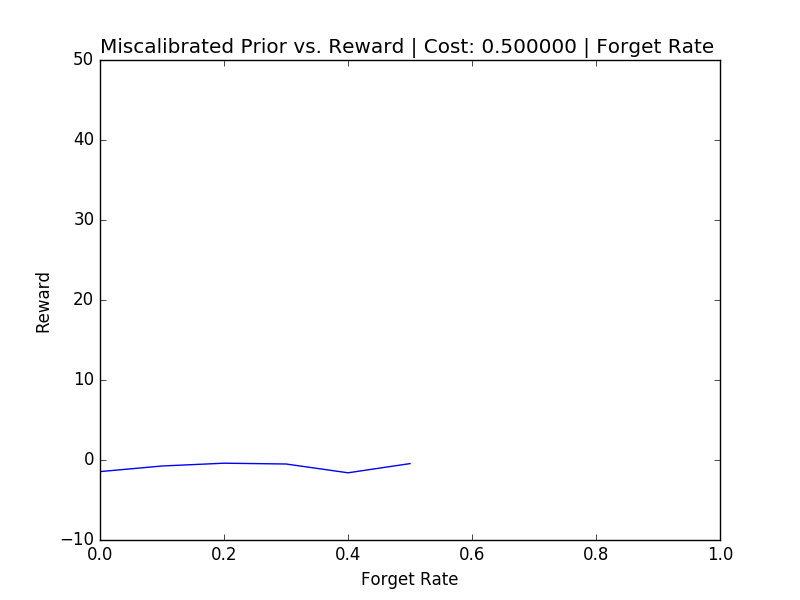 Miscalibrated Prior vs. Reward | Cost: 0.500000 | Forget Rate
50
40
30
20
10
0
−10
Reward
0.0 0.2 0.4 0.6 0.8 1.0
Forget Rate